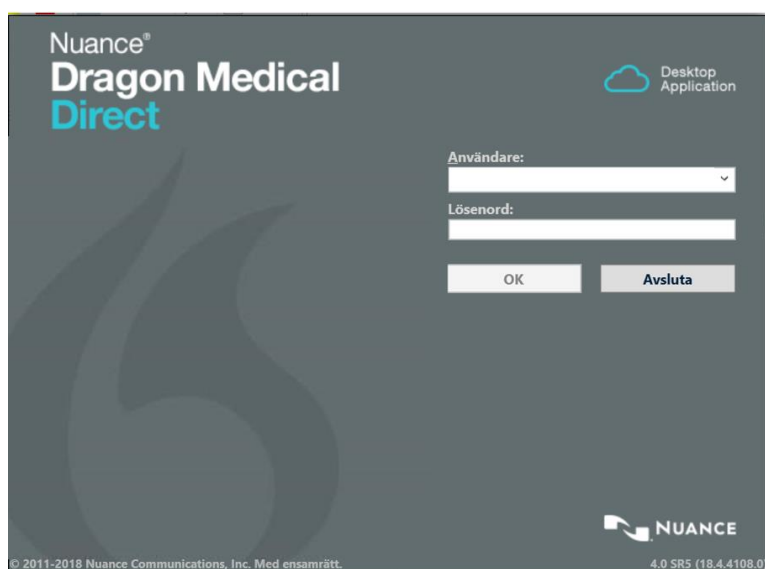 Nuance®
Dragon Medical
Direct
Desktop
Application
Användare:
Lösenord:
OK
Avsluta
NUANCE
© 2011-2018 Nuance Communications, Inc. Med ensamrätt.
4.0 SR5 (18.4.4108.0